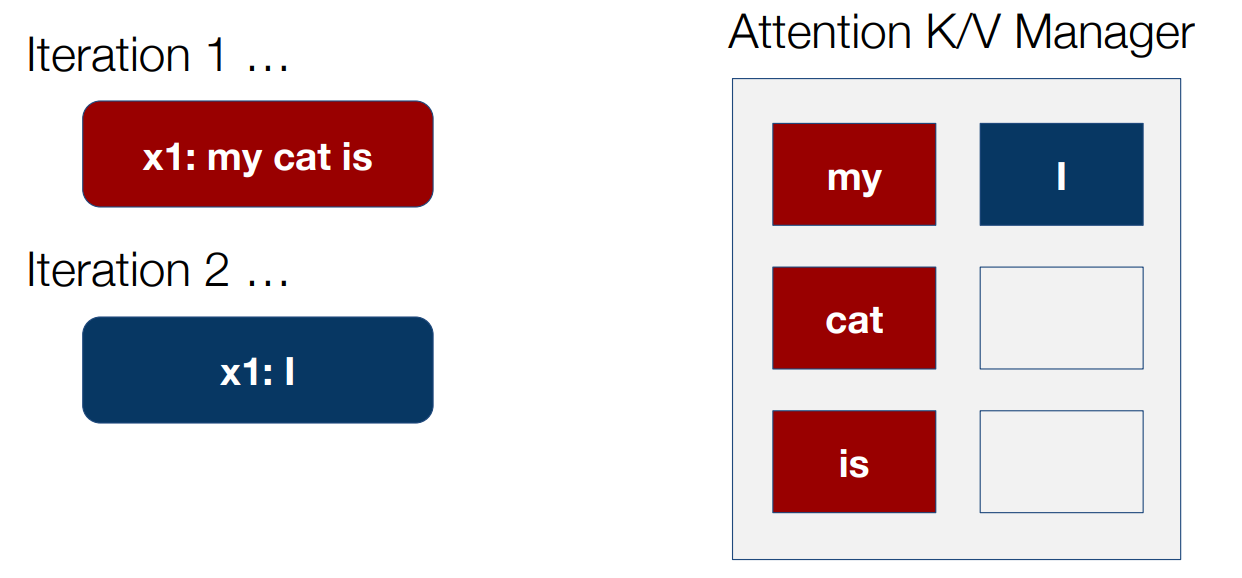 Iteration 1 …
x1: my cat is
Iteration 2 …
x1: I
Attention K/V Manager
my
I
cat
is